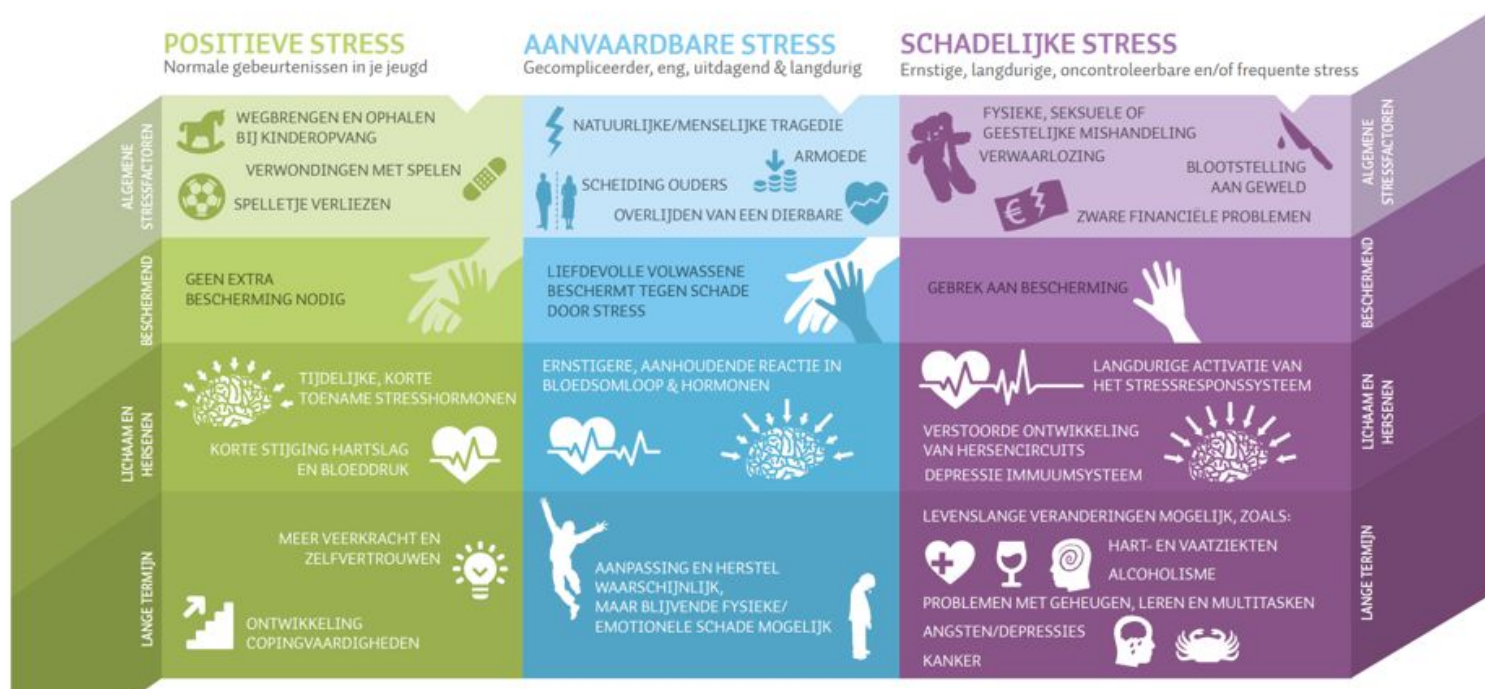 POSITIEVE STRESS
Normale gebeurtenissen in je jeugd
AANVAARDBARE STRESS
Gecompliceerder, eng, uitdagend & langdurig
SCHADELIJKE STRESS
Ernstige, langdurige, oncontroleerbare en/of frequente stress
ALGEMENE
STRESSFACTOREN
WEGBRENGEN EN OPHALEN
BIJ KINDEROPVANG
VERWONDINGEN MET SPELEN
SPELLETJE VERLIEZEN
NATUURLIJKE/MENSELIJKE TRAGEDIE
ARMOEDE
SCHEIDING OUDERS
OVERLIJDEN VAN EEN DIERBARE
FYSIEKE, SEKSUELE OF
GEESTELIJKE MISHANDELING
VERWAARLOZING
BLOOTSTELLING
AAN GEWELD
€
ZWARE FINANCIËLE PROBLEMEN
ALGEMENE
STRESSFACTOREN
BESCHERMEND
GEEN EXTRA
BESCHERMING NODIG
LIEFDEVOLLE VOLWASSENE
BESCHERMT TEGEN SCHADE
DOOR STRESS
GEBREK AAN BESCHERMING
BESCHERMEND
LICHAAM EN
HERSENEN
TIJDELIJKE, KORTE
TOENAME STRESSHORMONEN
KORTE STIJGING HARTSLAG
EN BLOEDDRUK
ERNSTIGERE, AANHOUDENDE REACTIE IN
BLOEDSOMLOOP & HORMONEN
LANGDURIGE ACTIVATIE VAN
HET STRESSRESPONSSYSTEEM
VERSTOORDE ONTWIKKELING
VAN HERSENCIRCUITS
DEPRESSIE IMMUUMSYSTEEM
LICHAAM EN
HERSENEN
LANGE TERMIJN
MEER VEERKRACHT EN
ZELFVERTROUWEN
ONTWIKKELING
COPINGVAARDIGHEDEN
AANPASSING EN HERSTEL
WAARSCHIJNLIJK,
MAAR BLIJVENDE FYSIEKE/
EMOTIONELE SCHADE MOGELIJK
LEVENSLANGE VERANDERINGEN MOGELIJK, ZOALS:
HART- EN VAATZIEKTEN
ALCOHOLISME
PROBLEMEN MET GEHEUGEN, LEREN EN MULTITASKEN
ANGSTEN/DEPRESSIES
KANKER
LANGE TERMIJN